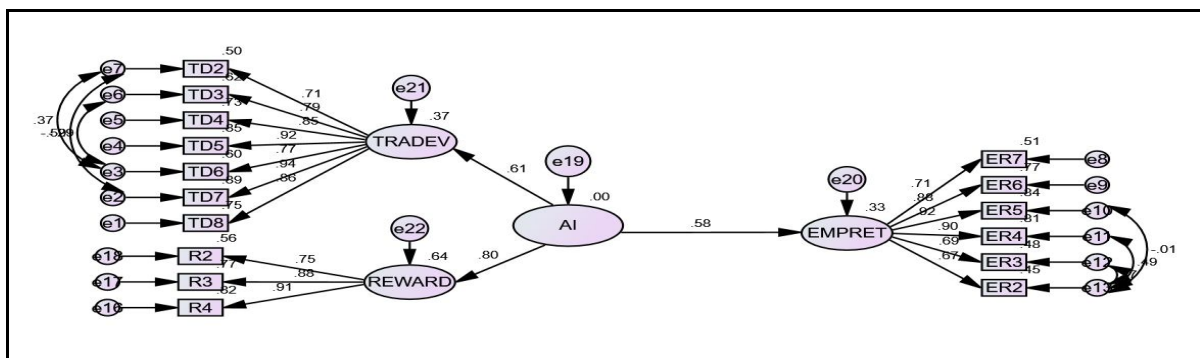 .50
e7 TD2
.62
e6 TD3
.73
e5 TD4
.85
e4 TD5
.60
e3 TD6
.89
e2 TD7
.75
e1 TD8
.37
.71
.79
.85
.92
.77
.94
.86
e21
.37
TRADEV
.61
e19
.00
AI
.58
.80
e22
.64
REWARD
.56
e18 R2
.77
e17 R3
.82
e16 R4
.75
.88
.91
e20
.33
EMPRET
.71
.88
.92
.90
.69
.67
.51
ER7 e8
.77
ER6 e9
.84
ER5 e10
.81
ER4 e11
.48
ER3 e12
.45
ER2 e13
-.01